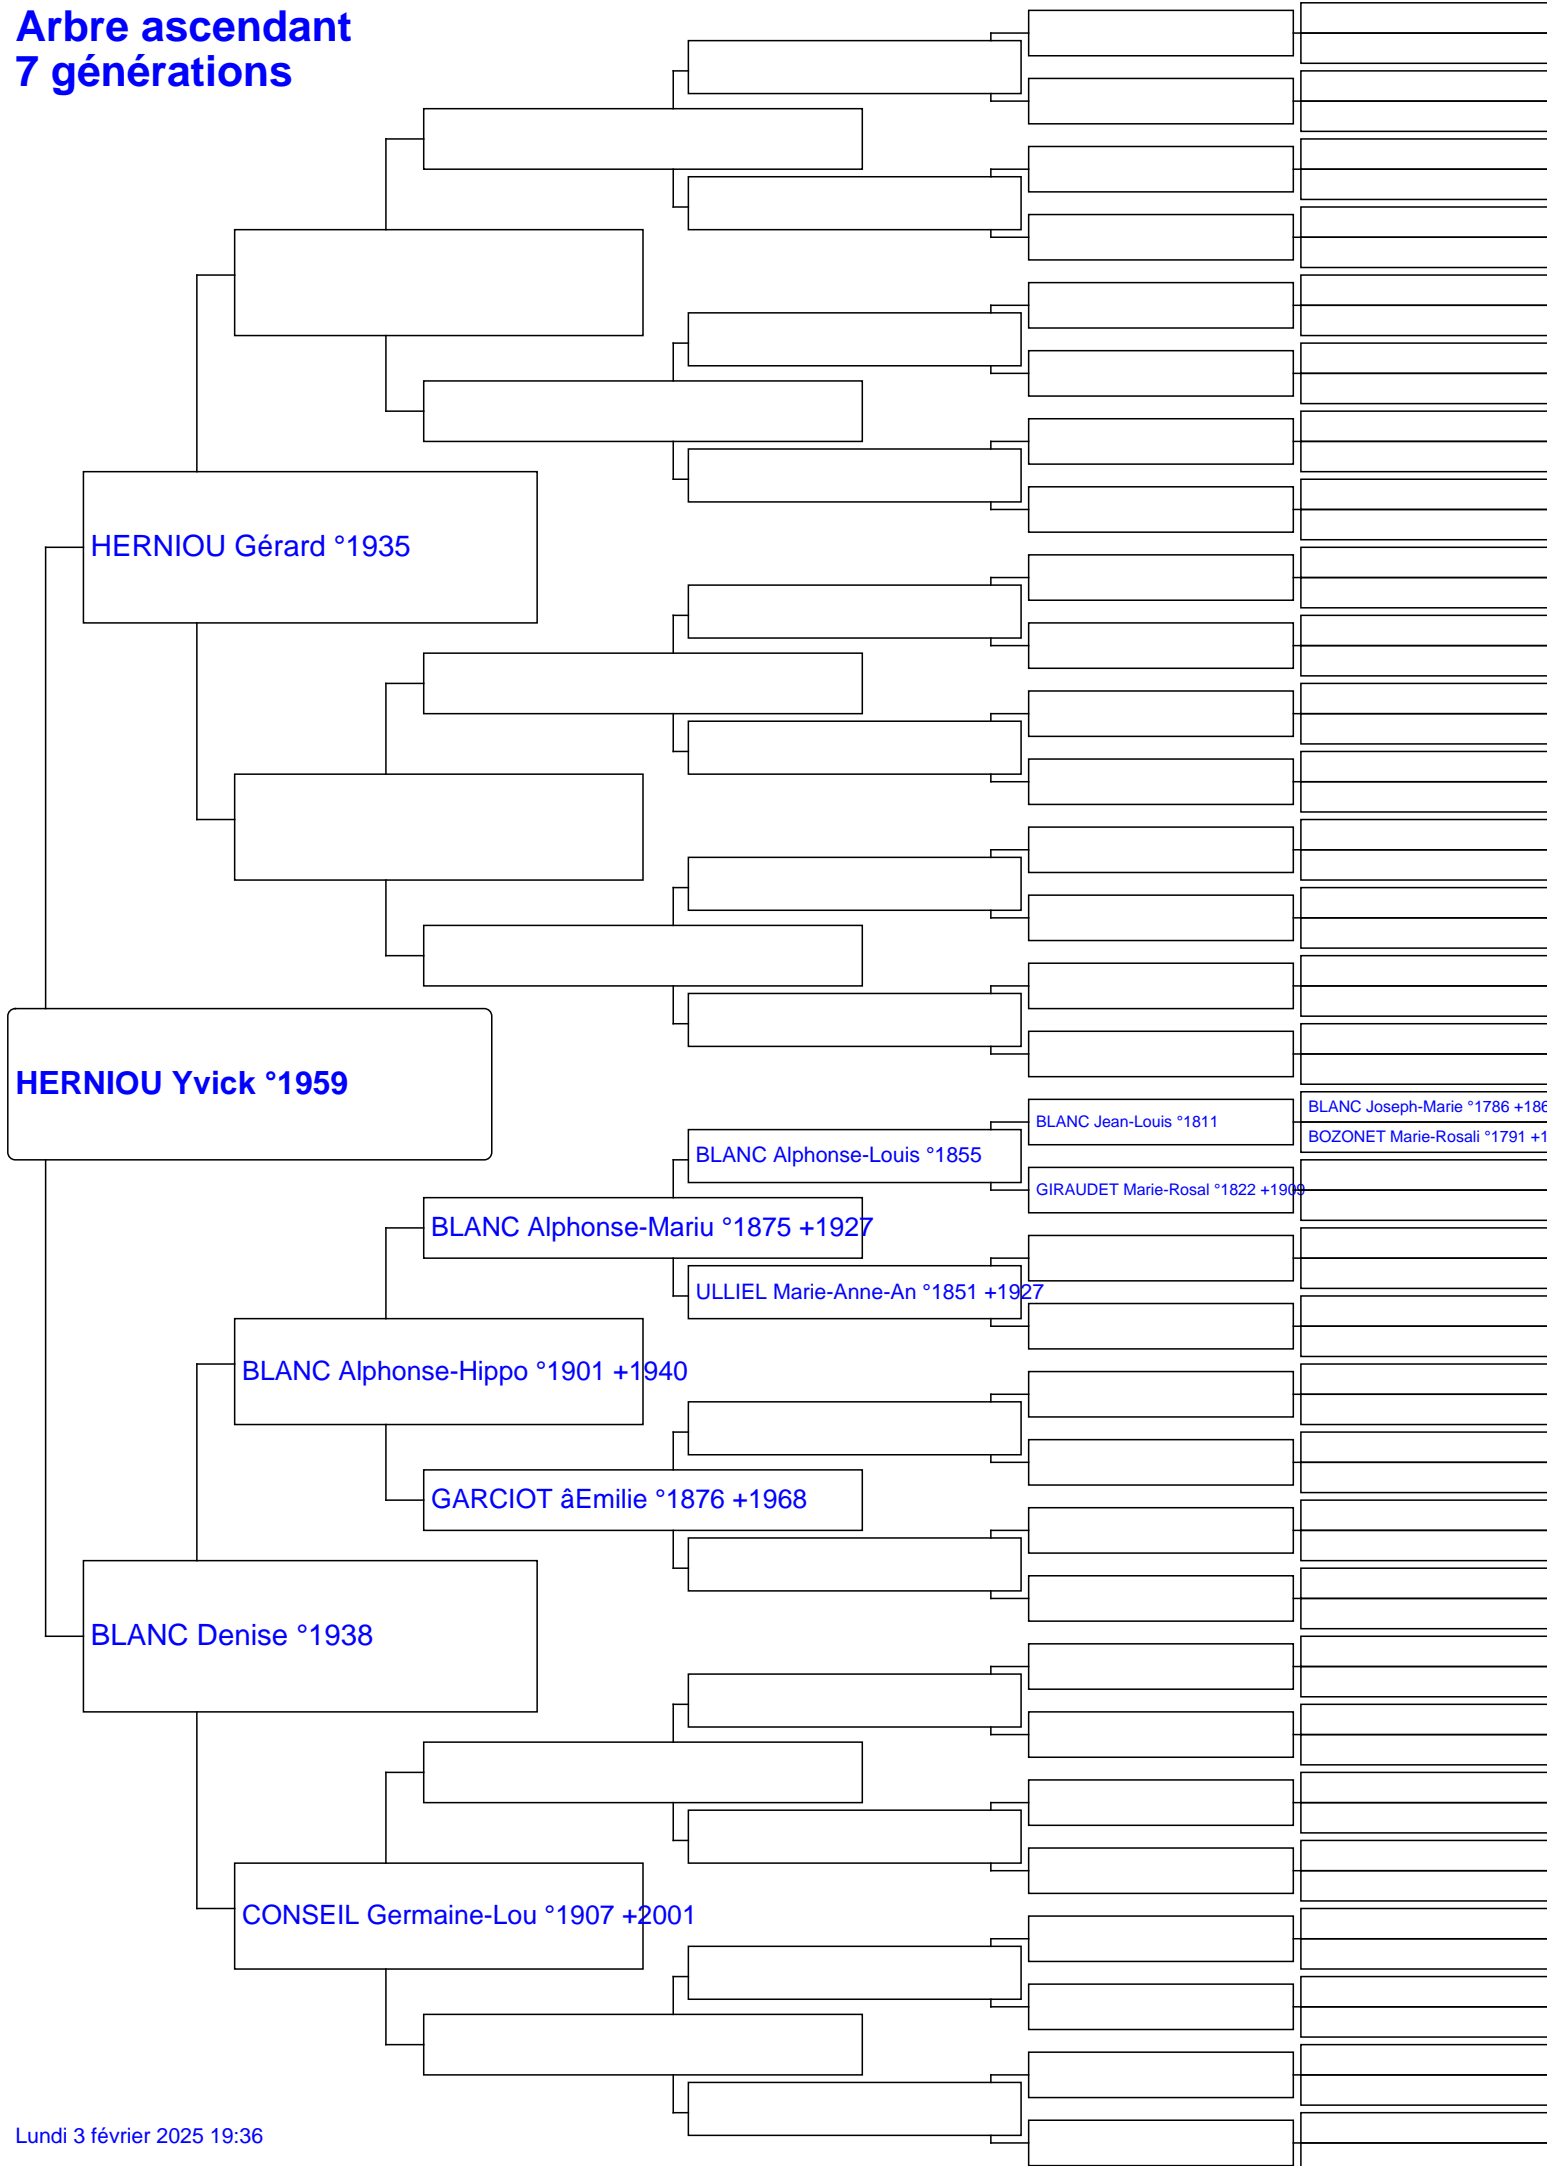 Arbre ascendant
7 générations
HERNIOU Gérard °1935
HERNIOU Yvick °1959
BLANC Jean-Louis °1811
BLANC Joseph-Marie °1786 +186
BOZONET Marie-Rosali °1791 +1
BLANC Alphonse-Louis °1855
GIRAUDET Marie-Rosal °1822 +1909
BLANC Alphonse-Mariu °1875 +1927
ULLIEL Marie-Anne-An °1851 +1927
BLANC Alphonse-Hippo °1901 +1940
GARCIOT âEmilie °1876 +1968
BLANC Denise °1938
CONSEIL Germaine-Lou °1907 +2001
Lundi 3 février 2025 19:36